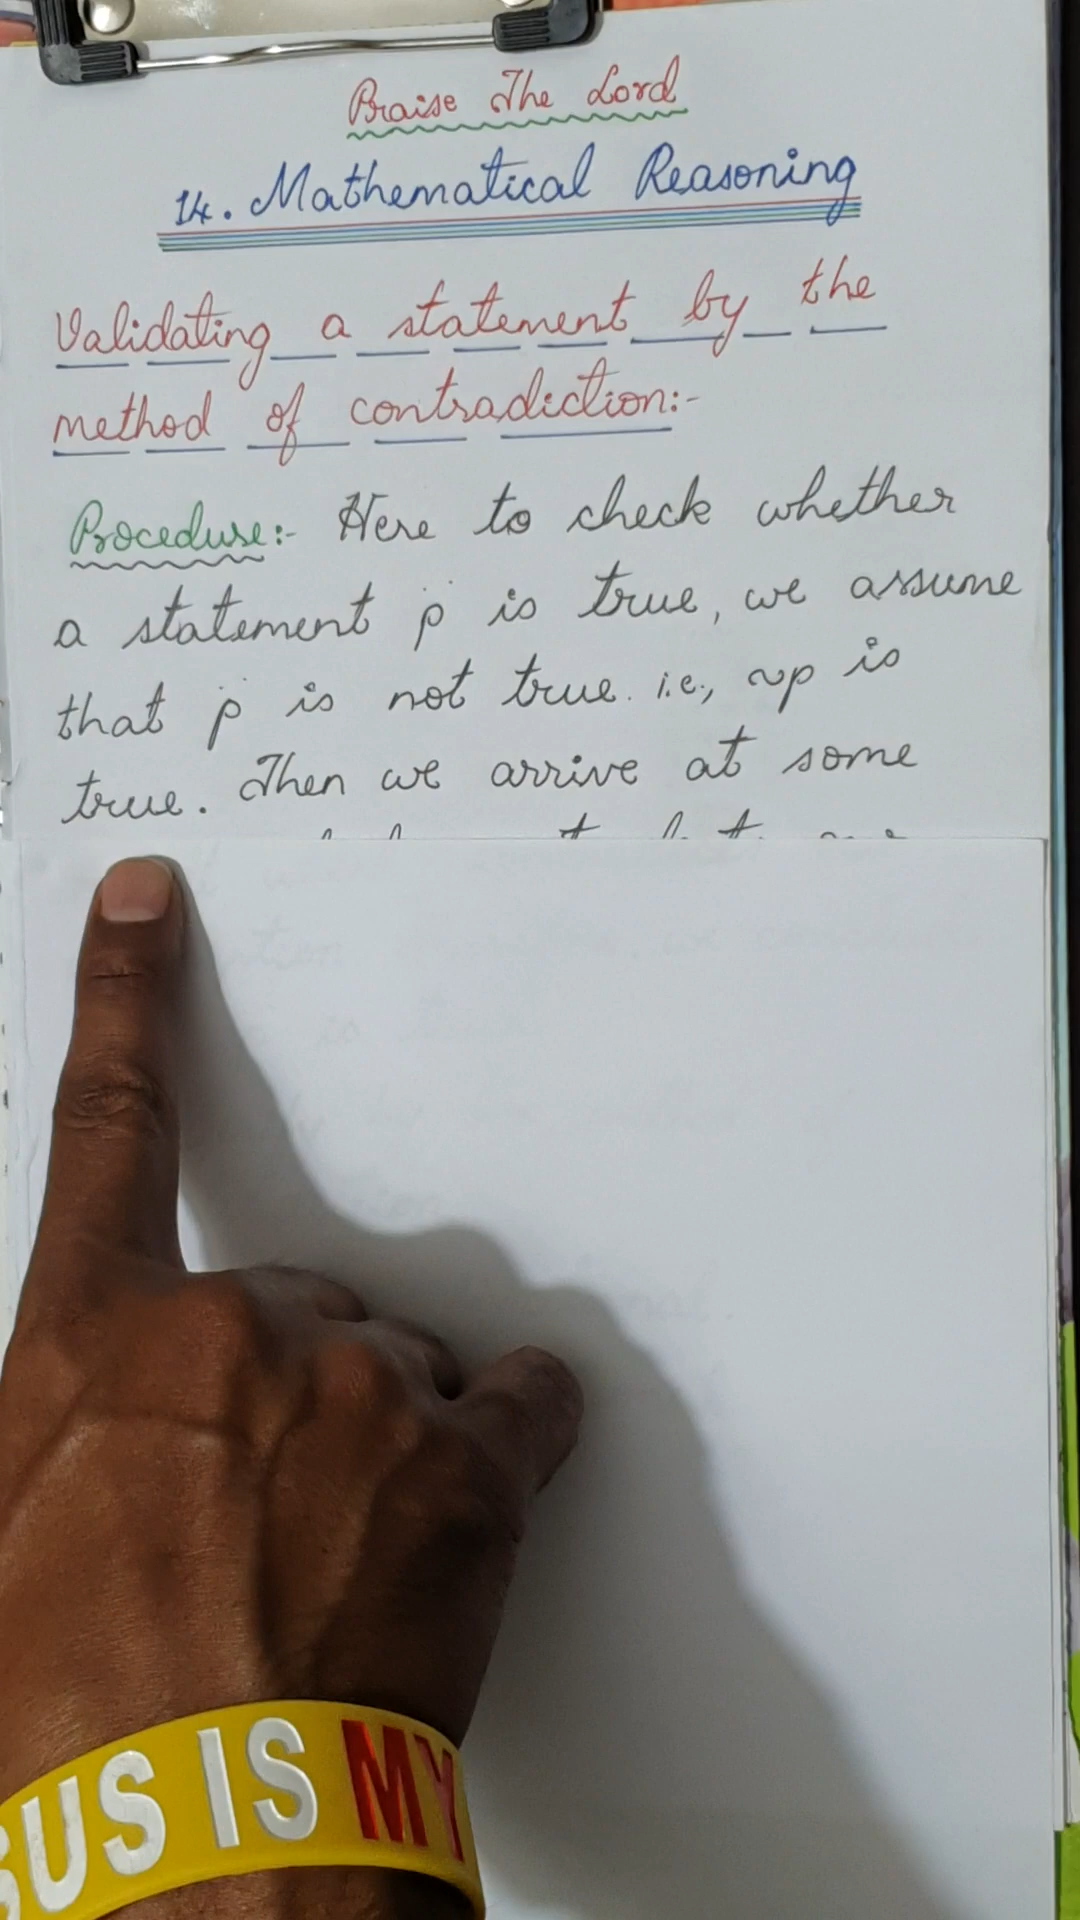 Praise The Lord
14. Mathematical Reasoning
Validating a statement by the
method of contradiction:-
Procedure:- Here to check whether
a statement p is true, we assume
that p is not true. i.e., ~p is
true. Then we arrive at some
SUS IS MY